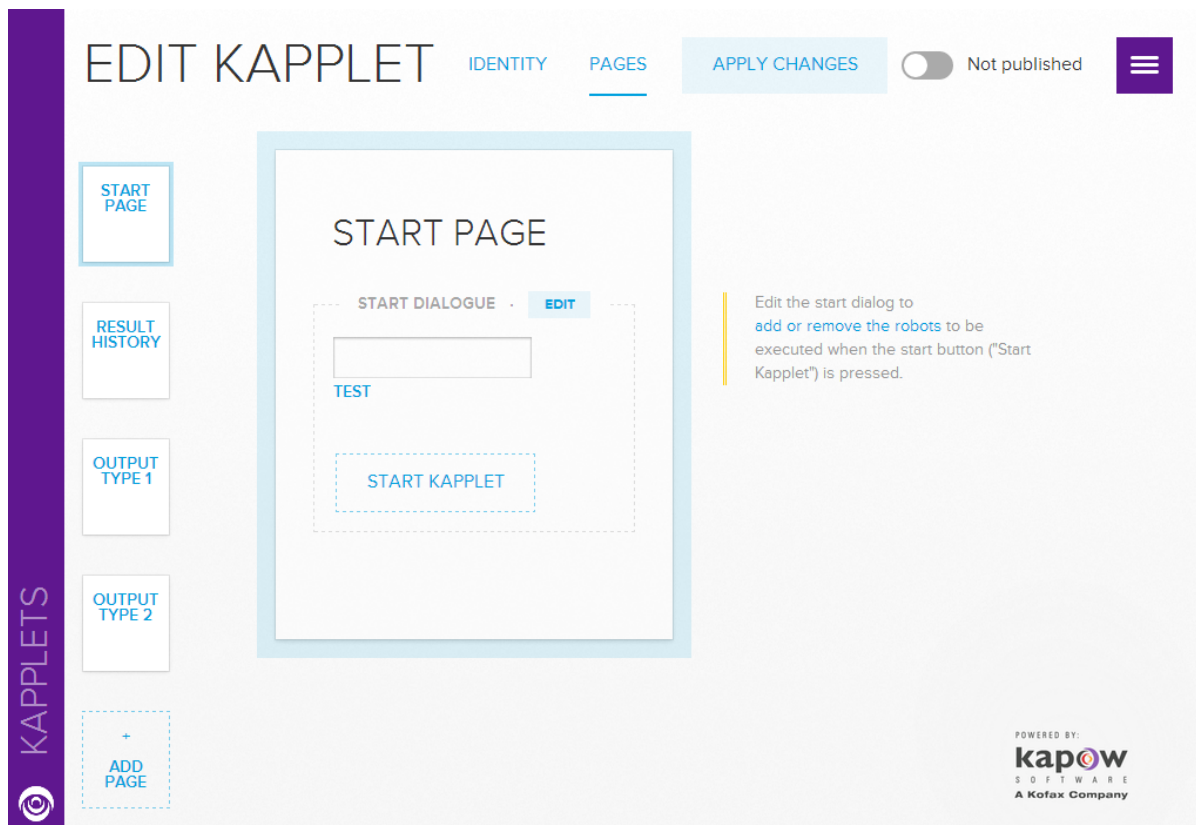 EDIT KAPPLET
IDENTITY
PAGES
APPLY CHANGES
Not published
START
PAGE
RESULT
HISTORY
OUTPUT
TYPE 1
OUTPUT
TYPE 2
+
ADD
PAGE
START PAGE
START DIALOGUE ·
EDIT
TEST
START KAPPLET
Edit the start dialog to
add or remove the robots to be
executed when the start button ("Start
Kapplet") is pressed.
KAPPLETS
POWERED BY:
kapow
SOFTWARE
A Kofax Company